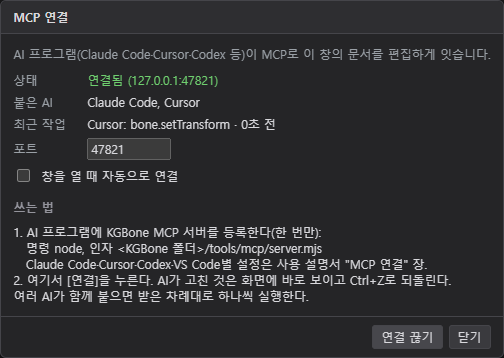 MCP 연결
AI 프로그램(Claude Code·Cursor·Codex 등)이 MCP로 이 창의 문서를 편집하게 잇습니다.
상태 연결됨 (127.0.0.1:47821)
붙은 AI Claude Code, Cursor
최근 작업 Cursor: bone.setTransform · 0초 전
포트 47821
창을 열 때 자동으로 연결
쓰는 법
1. AI 프로그램에 KGBone MCP 서버를 등록한다(한 번만):
명령 node, 인자 <KGBone 폴더>/tools/mcp/server.mjs
Claude Code·Cursor·Codex·VS Code별 설정은 사용 설명서 "MCP 연결" 장.
2. 여기서 [연결]을 누른다. AI가 고친 것은 화면에 바로 보이고 Ctrl+Z로 되돌린다.
여러 AI가 함께 붙으면 받은 차례대로 하나씩 실행한다.
연결 끊기 닫기